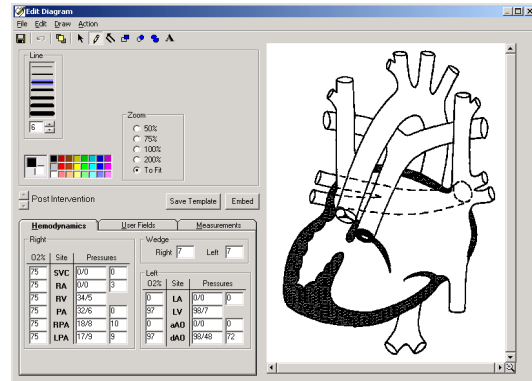 Edit Diagram
File Edit Draw Action
A
Line
6
Zoom
50%
75%
100%
200%
To Fit
Post Intervention
Save Template
Embed
Hemodynamics
User Fields
Measurements
Right
O2% Site Pressures
75 SVC 0/0 0
75 RA 0/0 3
75 RV 34/5
75 PA 32/6 0
75 RPA 18/8 10
75 LPA 17/9 9
Wedge
Right 7 Left 7
Left
O2% Site Pressures
0 LA 0/0 0
97 LV 98/7
0 aAO 0/0 0
97 dAO 98/48 72